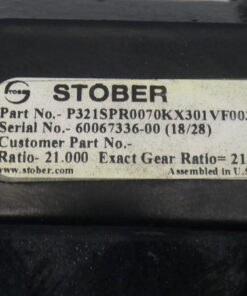 STOBER
Part No.- P321SPR0070KX301VF00
Serial No.- 60067336-00 (18/28)
Customer Part No.-
Ratio- 21.000 Exact Gear Ratio= 21
www.stober.com Assembled in U.S